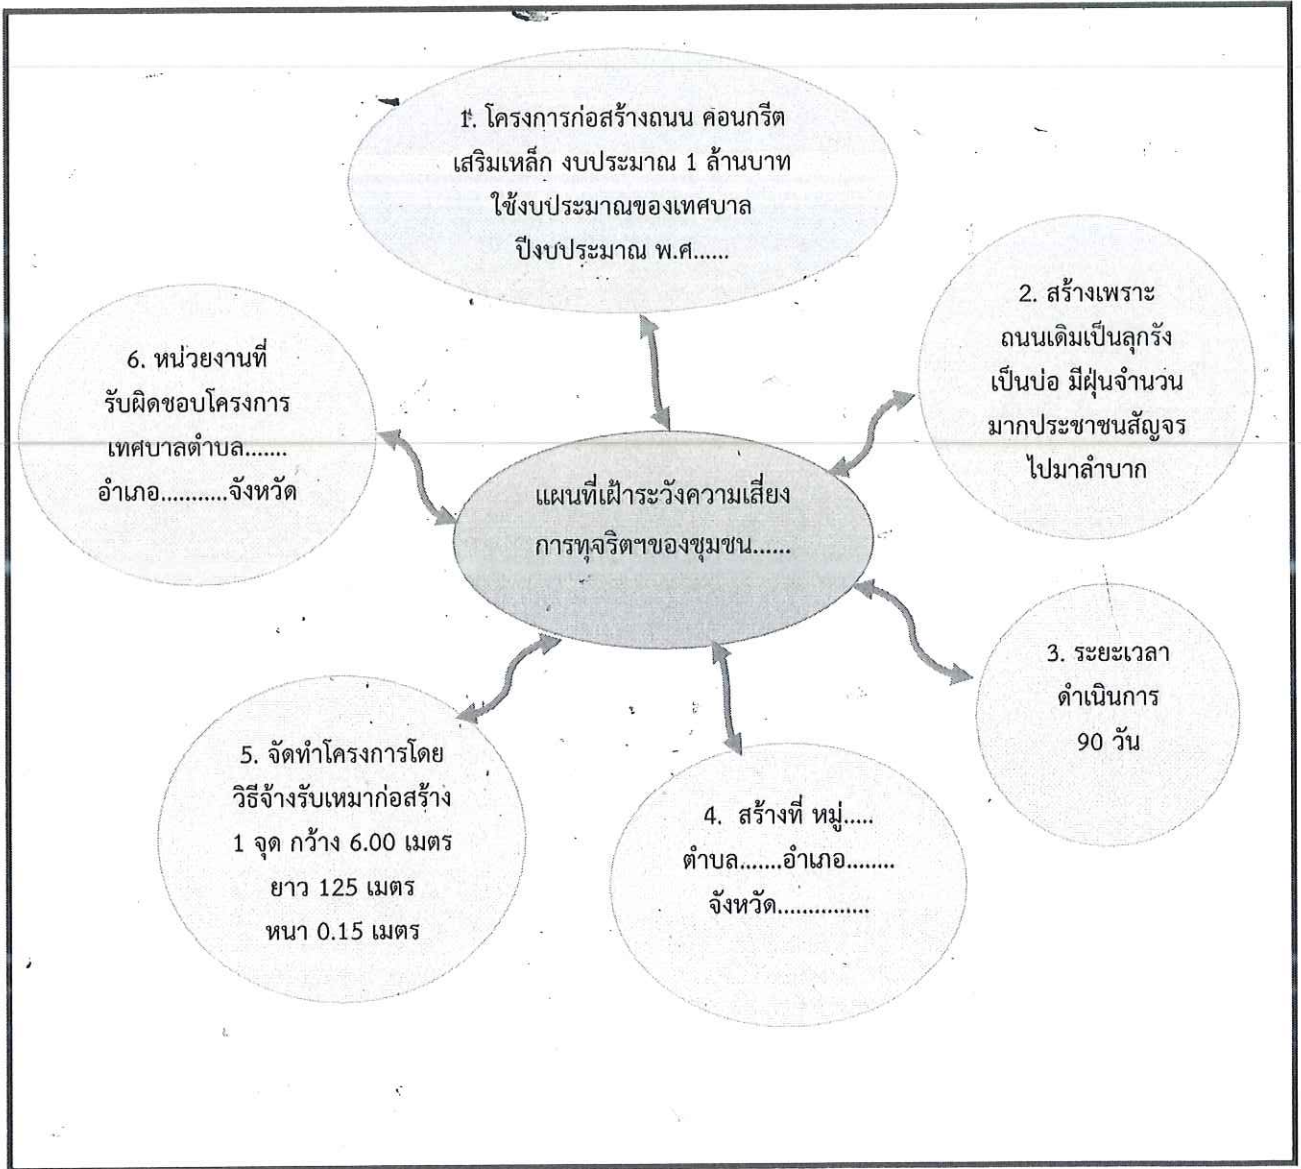 1. โครงการก่อสร้างถนน คอนกรีต
เสริมเหล็ก งบประมาณ 1 ล้านบาท
ใช้งบประมาณของเทศบาล
ปีงบประมาณ พ.ศ......
2. สร้างเพราะ
ถนนเดิมเป็นลุกรัง
เป็นบ่อ มีฝุ่นจำนวน
มากประชาชนสัญจร
ไปมาลำบาก
6. หน่วยงานที่
รับผิดชอบโครงการ
เทศบาลตำบล.......
อำเภอ...........จังหวัด
แผนที่เฝ้าระวังความเสี่ยง
การทุจริตฯของชุมชน......
3. ระยะเวลา
ดำเนินการ
90 วัน
5. จัดทำโครงการโดย
วิธีจ้างรับเหมาก่อสร้าง
1 จุด กว้าง 6.00 เมตร
ยาว 125 เมตร
หนา 0.15 เมตร
4. สร้างที่ หมู่.....
ตำบล.......อำเภอ........
จังหวัด...............